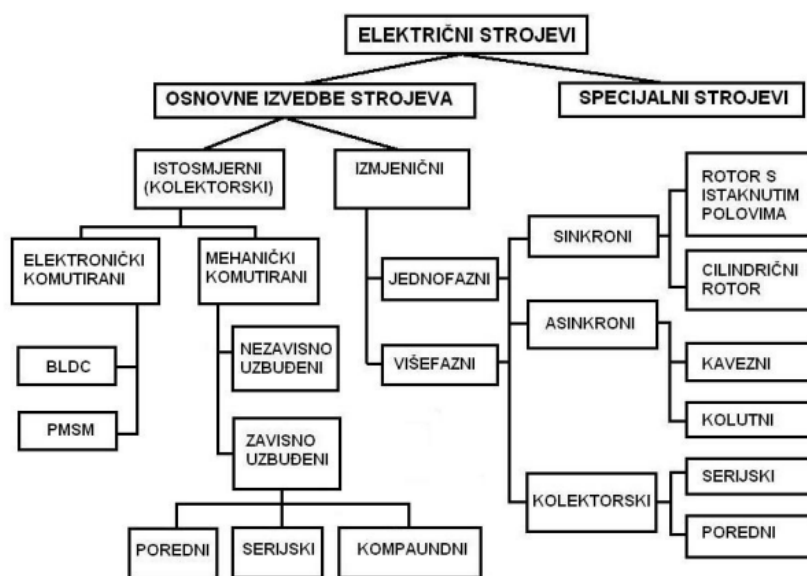 ELEKTRIČNI STROJEVI
OSNOVNE IZVEDBE STROJEVA
SPECIJALNI STROJEVI
ISTOSMJERNI
(KOLEKTORSKI)
IZMJENIČNI
ELEKTRONIČKI
KOMUTIRANI
MEHANIČKI
KOMUTIRANI
BLDC
PMSM
NEZAVISNO
UZBUĐENI
ZAVISNO
UZBUĐENI
POREDNI
SERIJSKI
KOMPAUNDNI
JEDNOFAZNI
VIŠEFAZNI
SINKRONI
ROTOR S
ISTAKNUTIM
POLOVIMA
CILINDRIČNI
ROTOR
ASINKRONI
KAVEZNI
KOLUTNI
KOLEKTORSKI
SERIJSKI
POREDNI